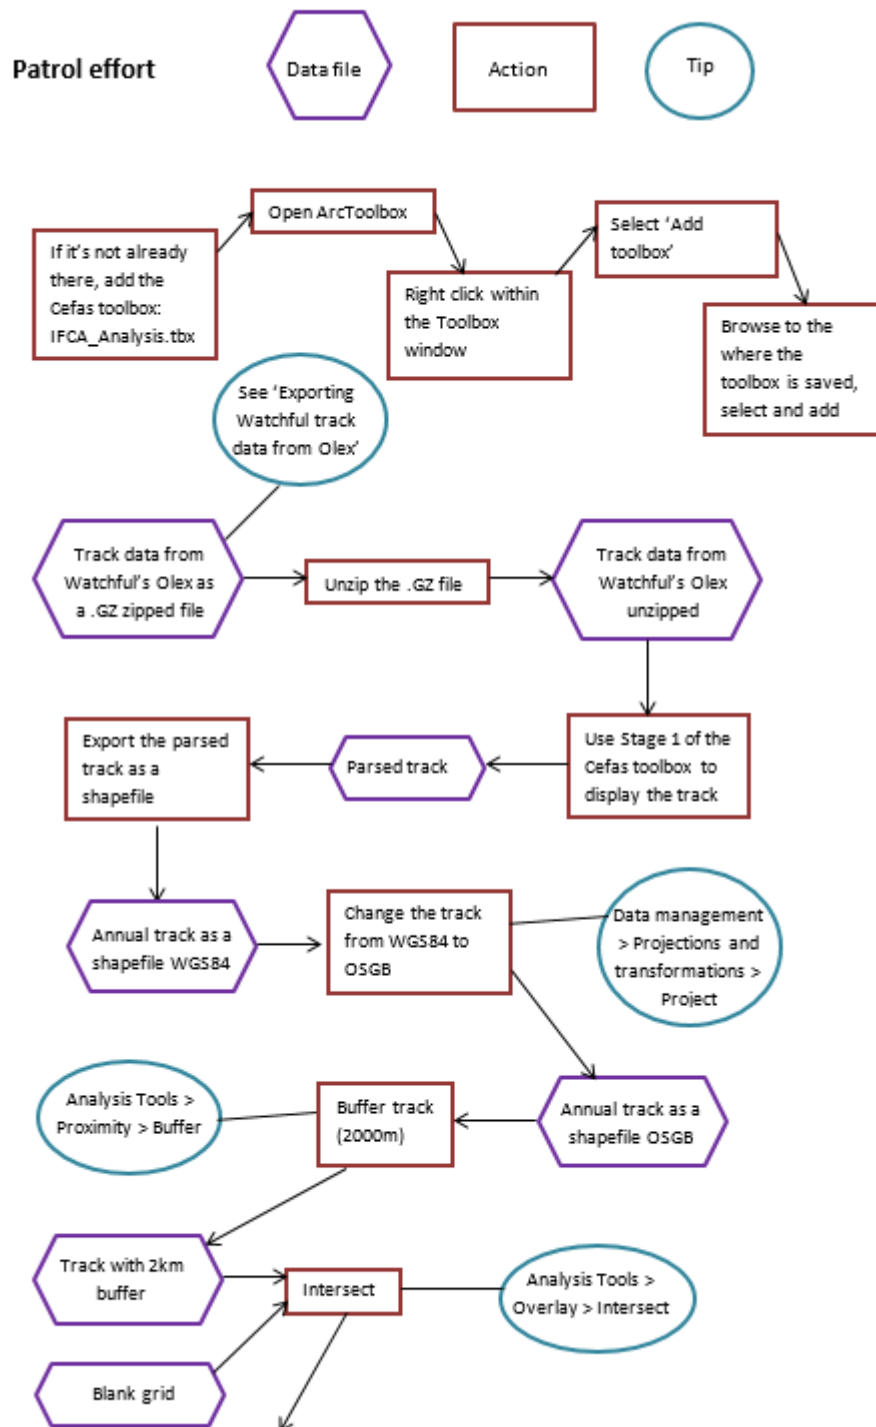 Patrol effort
Data file
Action
Tip
If it's not already
there, add the
Cefas toolbox:
IFCA_Analysis.tbx
Open ArcToolbox
Right click within
the Toolbox
window
Select 'Add
toolbox'
Browse to the
where the
toolbox is saved,
select and add
See 'Exporting
Watchful track
data from Olex'
Track data from
Watchful's Olex as
a .GZ zipped file
Unzip the .GZ file
Track data from
Watchful's Olex
unzipped
Use Stage 1 of the
Cefas toolbox to
display the track
Parsed track
Export the parsed
track as a
shapefile
Annual track as a
shapefile WGS84
Change the track
from WGS84 to
OSGB
Data management
> Projections and
transformations >
Project
Annual track as a
shapefile OSGB
Buffer track
(2000m)
Analysis Tools >
Proximity > Buffer
Track with 2km
buffer
Intersect
Analysis Tools >
Overlay > Intersect
Blank grid